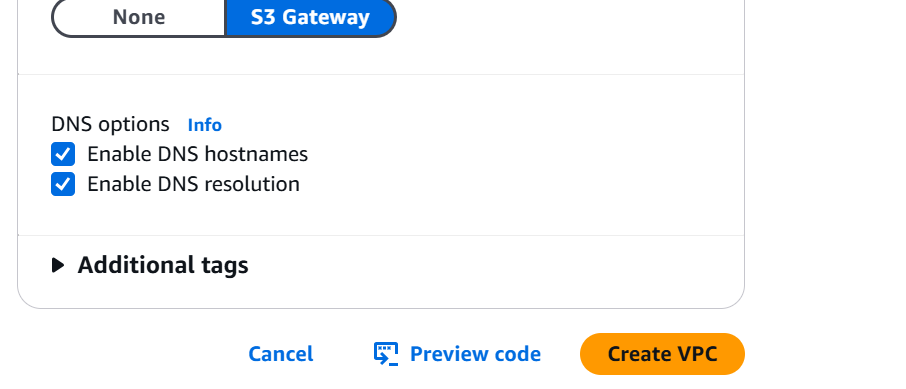 None S3 Gateway
DNS options Info
Enable DNS hostnames
Enable DNS resolution
Additional tags
Cancel Preview code Create VPC